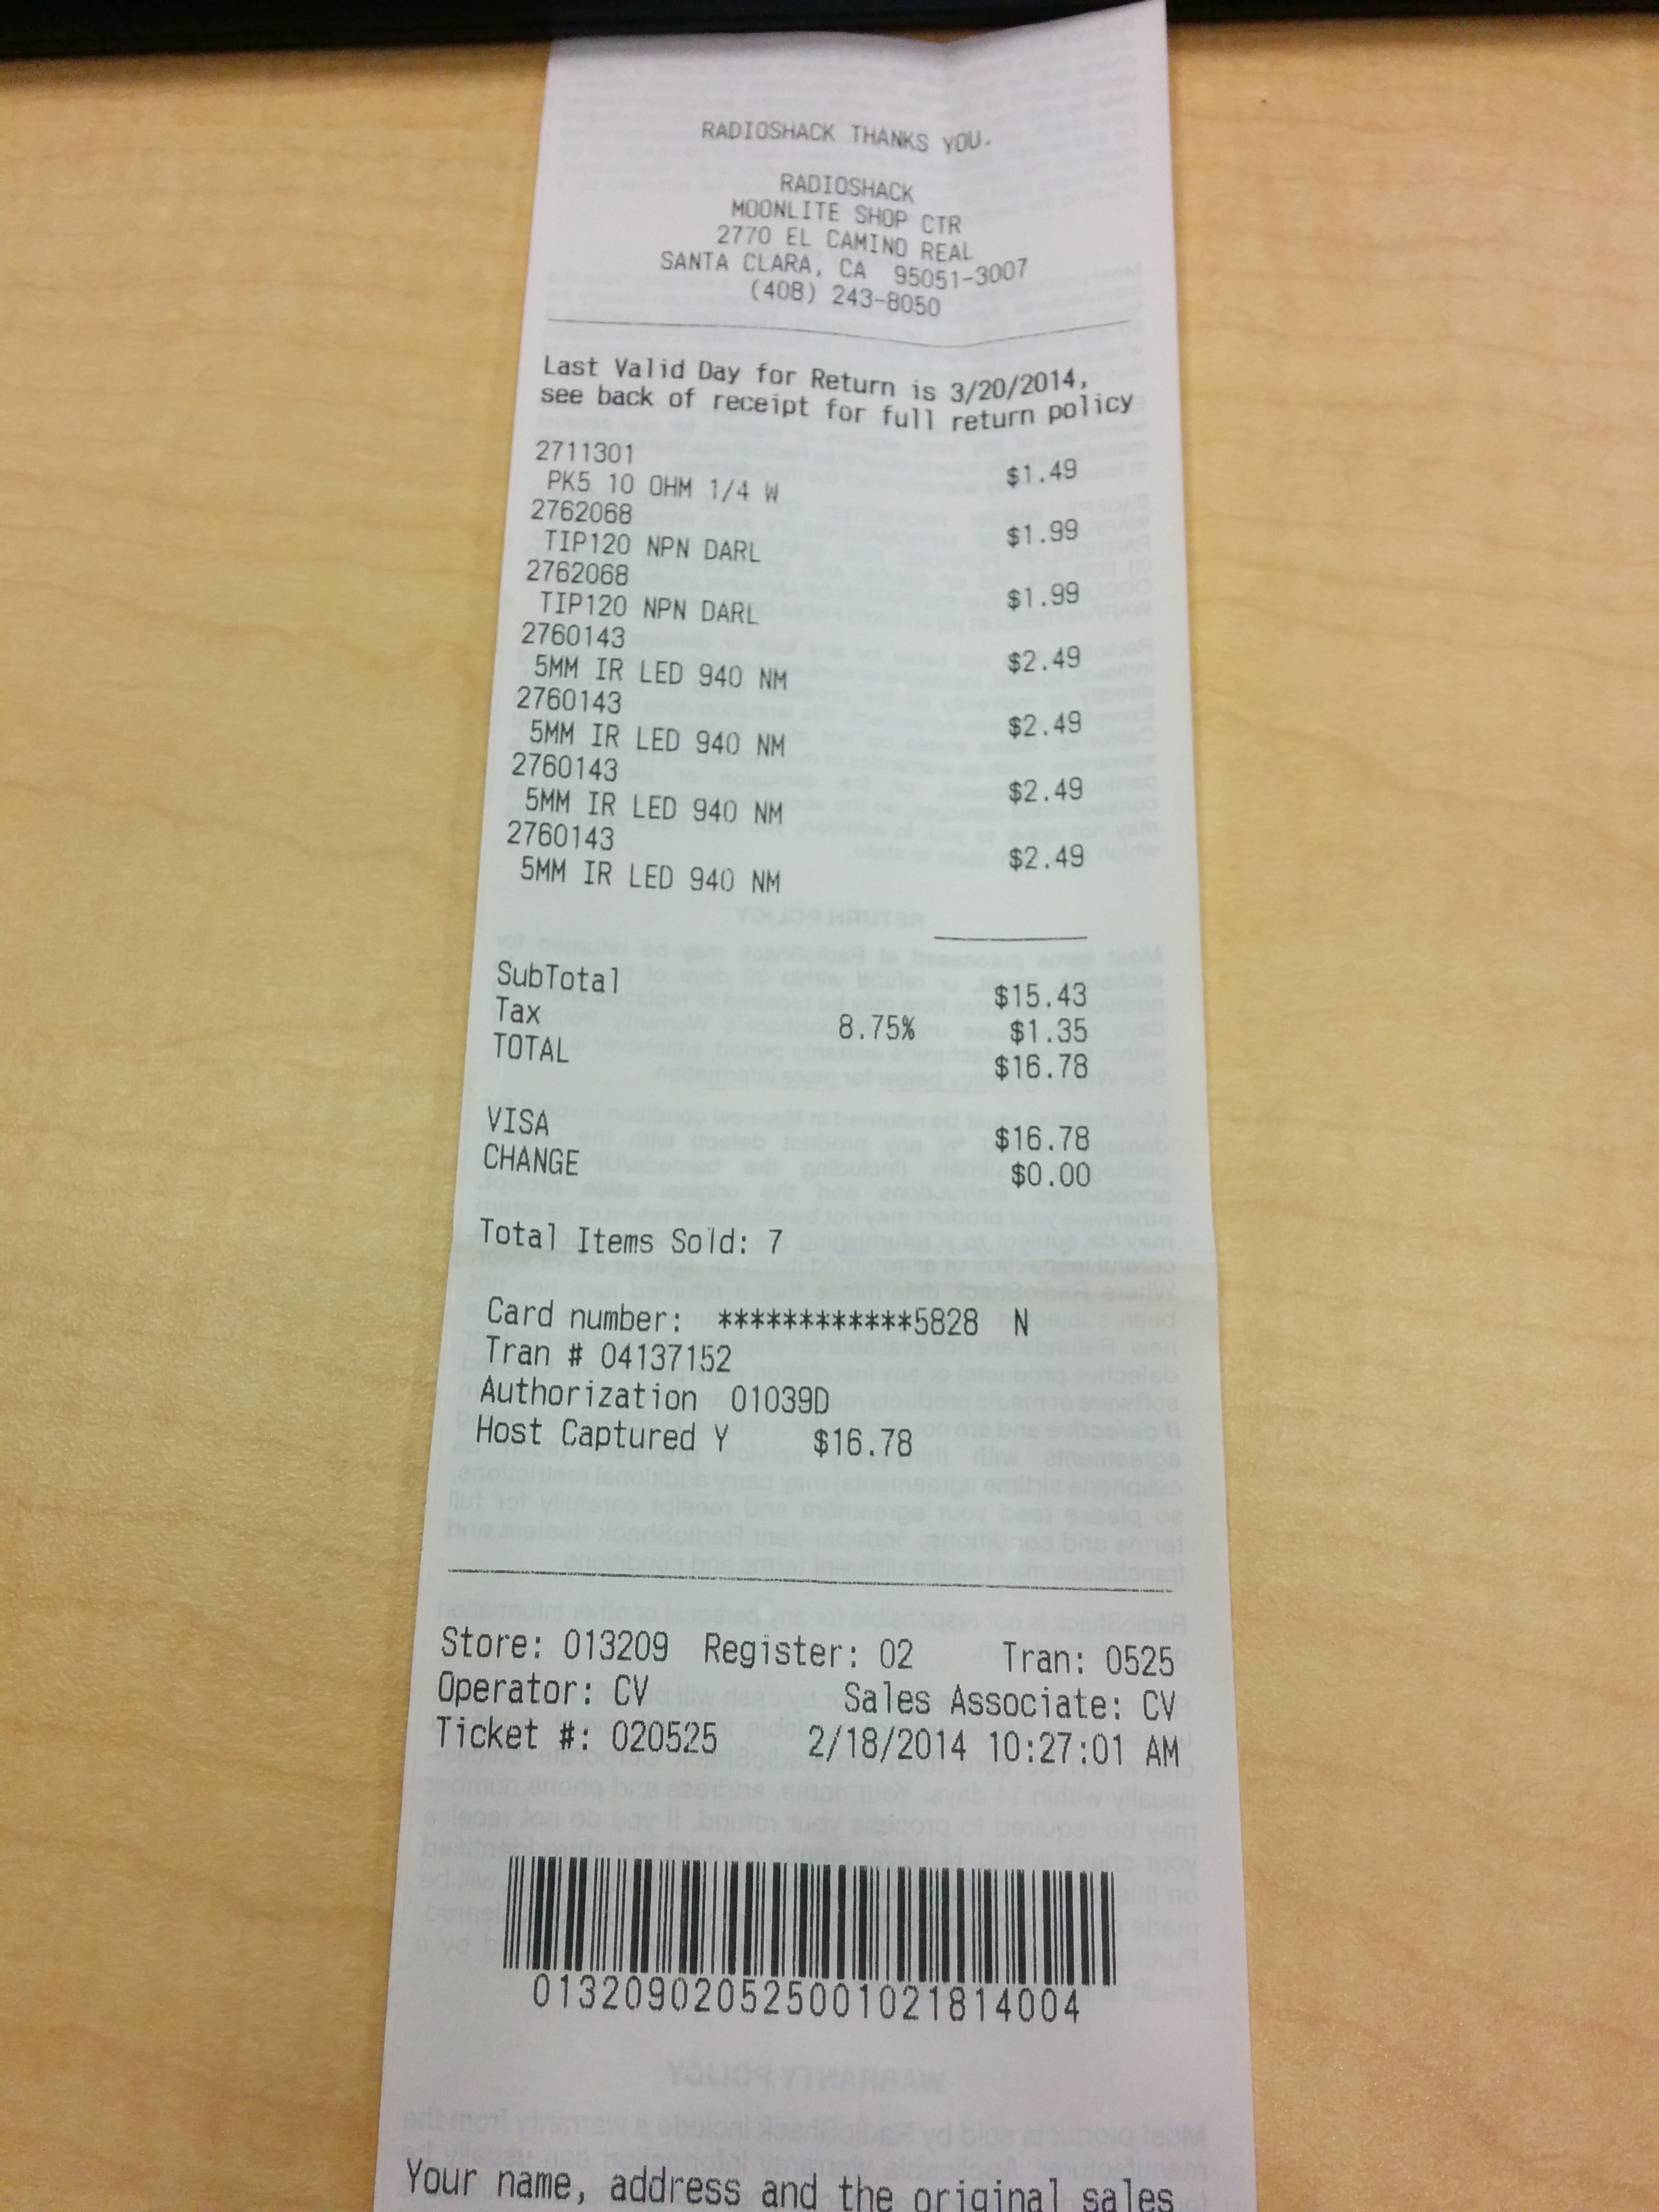 RADIOSHACK THANKS YOU.
RADIOSHACK
MOONLITE SHOP CTR
2770 EL CAMINO REAL
SANTA CLARA, CA 95051-3007
(408) 243-8050
Last Valid Day for Return is 3/20/2014,
see back of receipt for full return policy
2711301 $1.49
PK5 10 OHM 1/4 W
2762068 $1.99
TIP120 NPN DARL
2762068 $1.99
TIP120 NPN DARL
2760143 $2.49
5MM IR LED 940 NM
2760143 $2.49
5MM IR LED 940 NM
2760143 $2.49
5MM IR LED 940 NM
2760143 $2.49
5MM IR LED 940 NM
SubTotal $15.43
Tax 8.75% $1.35
TOTAL $16.78
VISA $16.78
CHANGE $0.00
Total Items Sold: 7
Card number: ************5828 N
Tran # 04137152
Authorization 01039D
Host Captured Y $16.78
Store: 013209 Register: 02 Tran: 0525
Operator: CV Sales Associate: CV
Ticket #: 020525 2/18/2014 10:27:01 AM
013209020525001021814004
Your name, address and the original sales